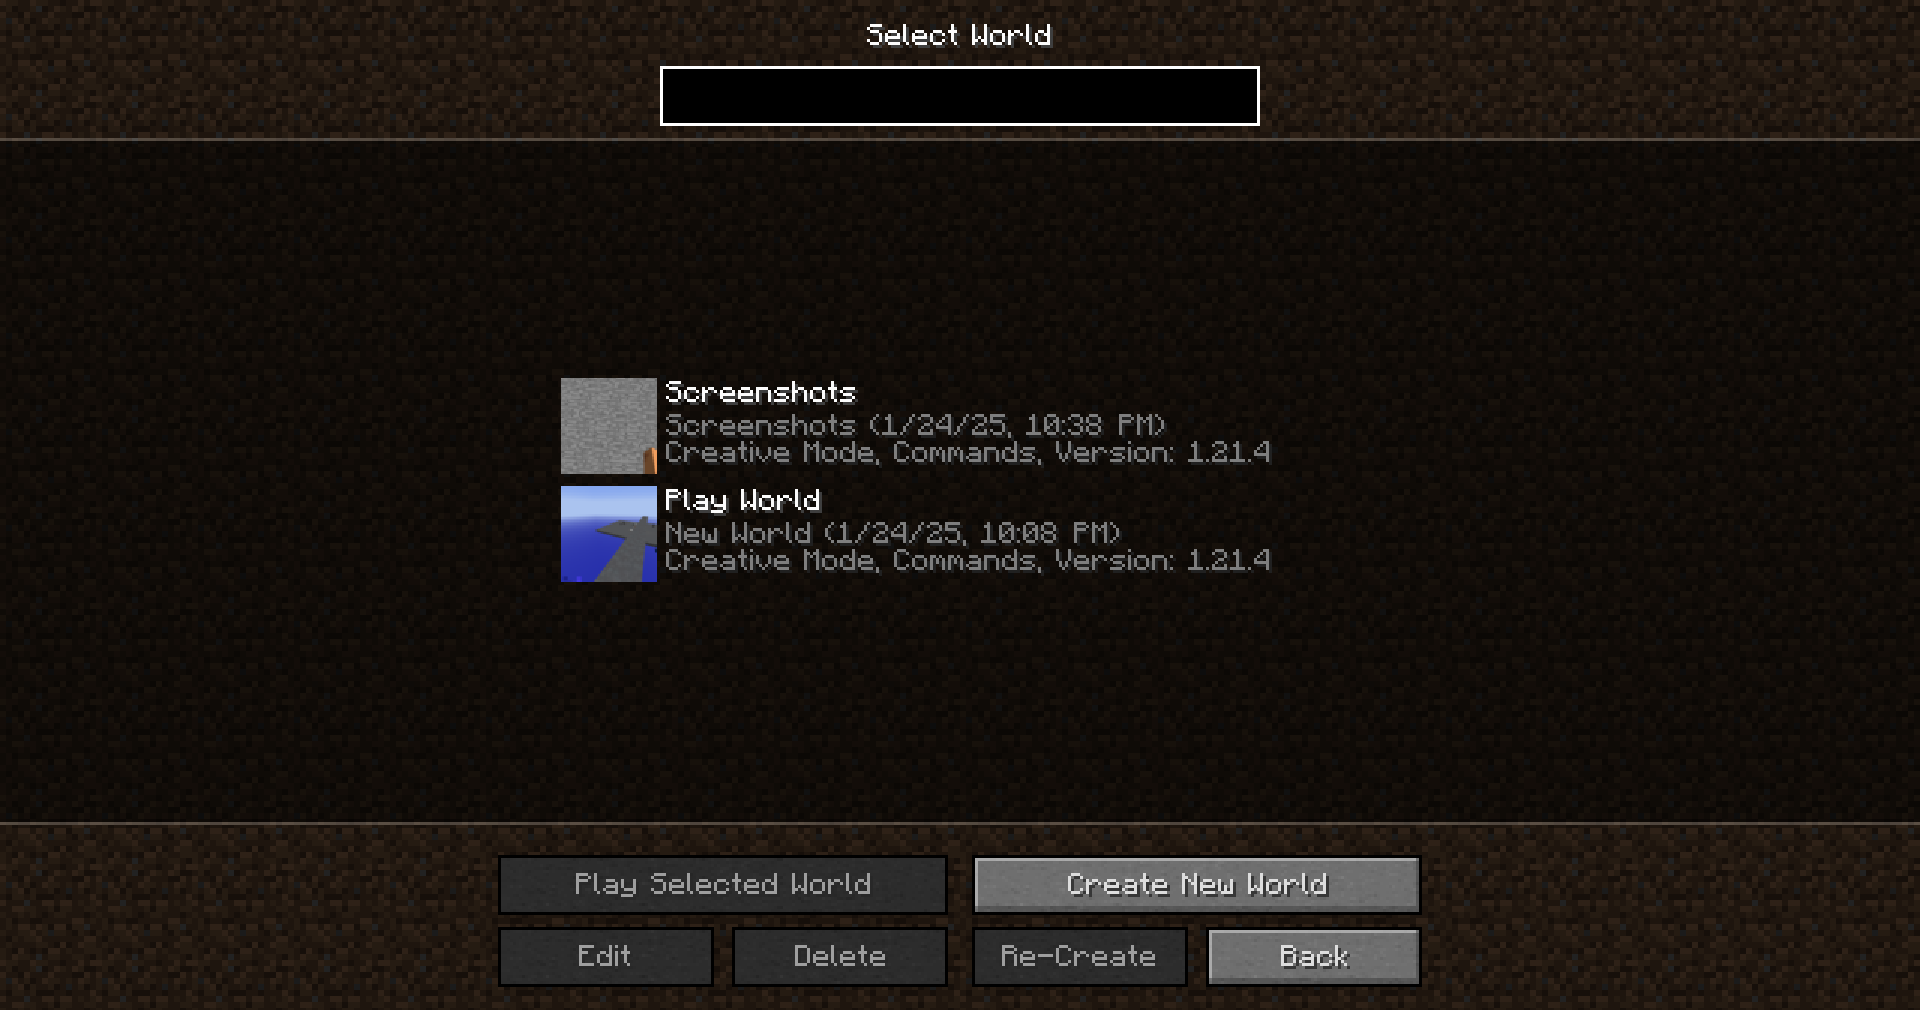 Select World
Screenshots
Screenshots (1/24/25, 10:38 PM)
Creative Mode, Commands, Version: 1.21.4
Play World
New World (1/24/25, 10:08 PM)
Creative Mode, Commands, Version: 1.21.4
Play Selected World
Create New World
Edit
Delete
Re-Create
Back